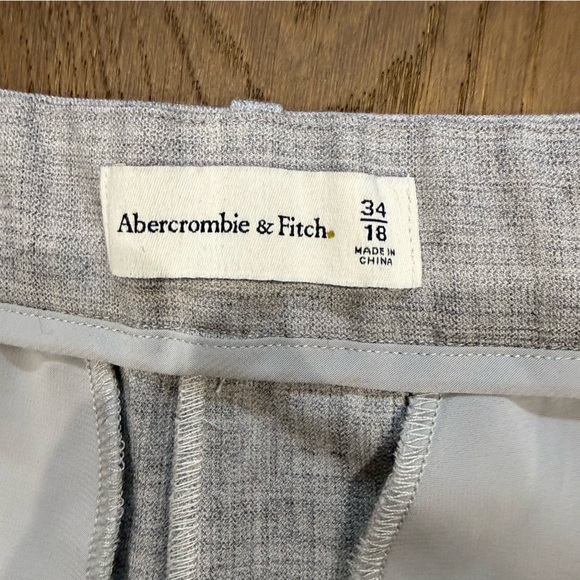 Abercrombie & Fitch.
34
18
MADE IN
CHINA